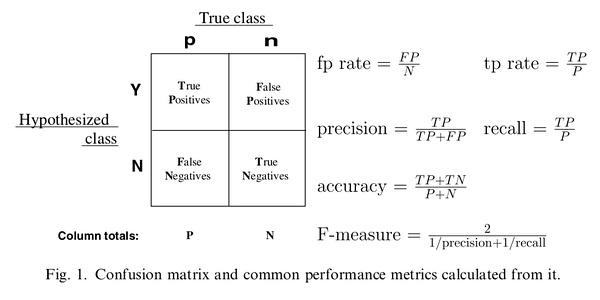 True class
p n
fp rate = FP/N tp rate = TP/P
Y True Positives False Positives
Hypothesized class
precision = TP/TP+FP recall = TP/P
N False Negatives True Negatives
accuracy = TP+TN/P+N
Column totals: P N
F-measure = 2/1/precision+1/recall
Fig. 1. Confusion matrix and common performance metrics calculated from it.